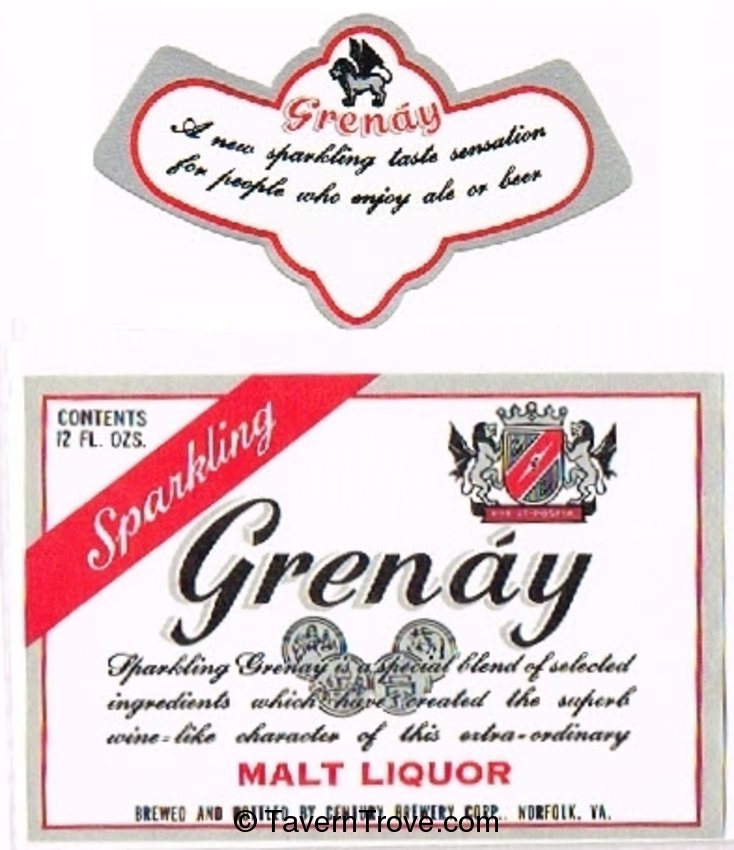 Grenáy
A new sparkling taste sensation
for people who enjoy ale or beer
CONTENTS
12 FL. OZS.
Sparkling
Grenáy
Sparkling Grenay is a special blend of selected
ingredients which have created the superb
wine-like character of this extra-ordinary
MALT LIQUOR
BREWED AND BOTTLED BY CENTURY BREWERY CORP., NORFOLK, VA.
© TavernTrove.com